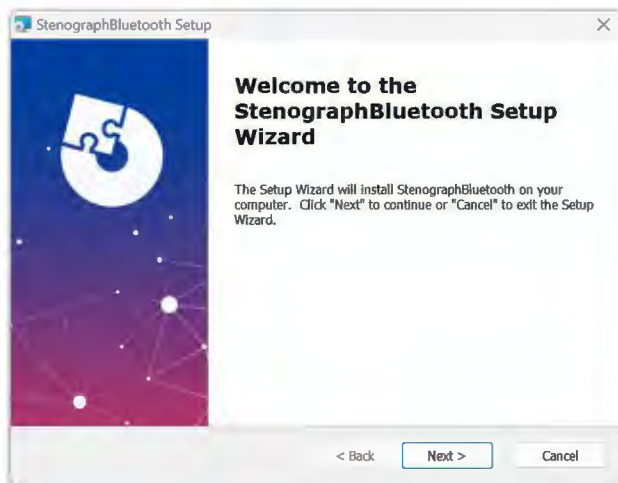 StenographBluetooth Setup
Welcome to the
StenographBluetooth Setup
Wizard
The Setup Wizard will install StenographBluetooth on your
computer. Click "Next" to continue or "Cancel" to exit the Setup
Wizard.
< Back Next > Cancel